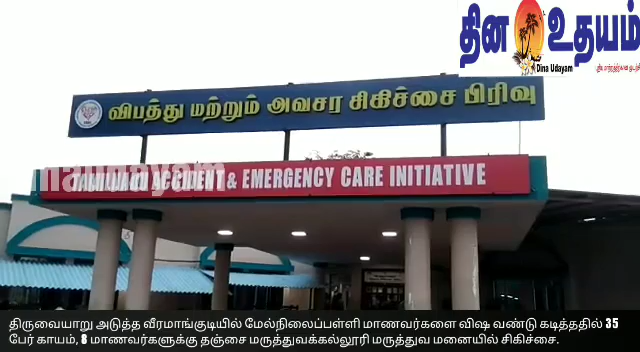 தின உதயம்
Dina Udayam
விபத்து மற்றும் அவசர சிகிச்சை பிரிவு
TAMILNADU ACCIDENT & EMERGENCY CARE INITIATIVE
திருவையாறு அடுத்த வீரமாங்குடியில் மேல்நிலைப்பள்ளி மாணவர்களை விஷ வண்டு கடித்ததில் 35
பேர் காயம், 8 மாணவர்களுக்கு தஞ்சை மருத்துவக்கல்லூரி மருத்துவ மனையில் சிகிச்சை.